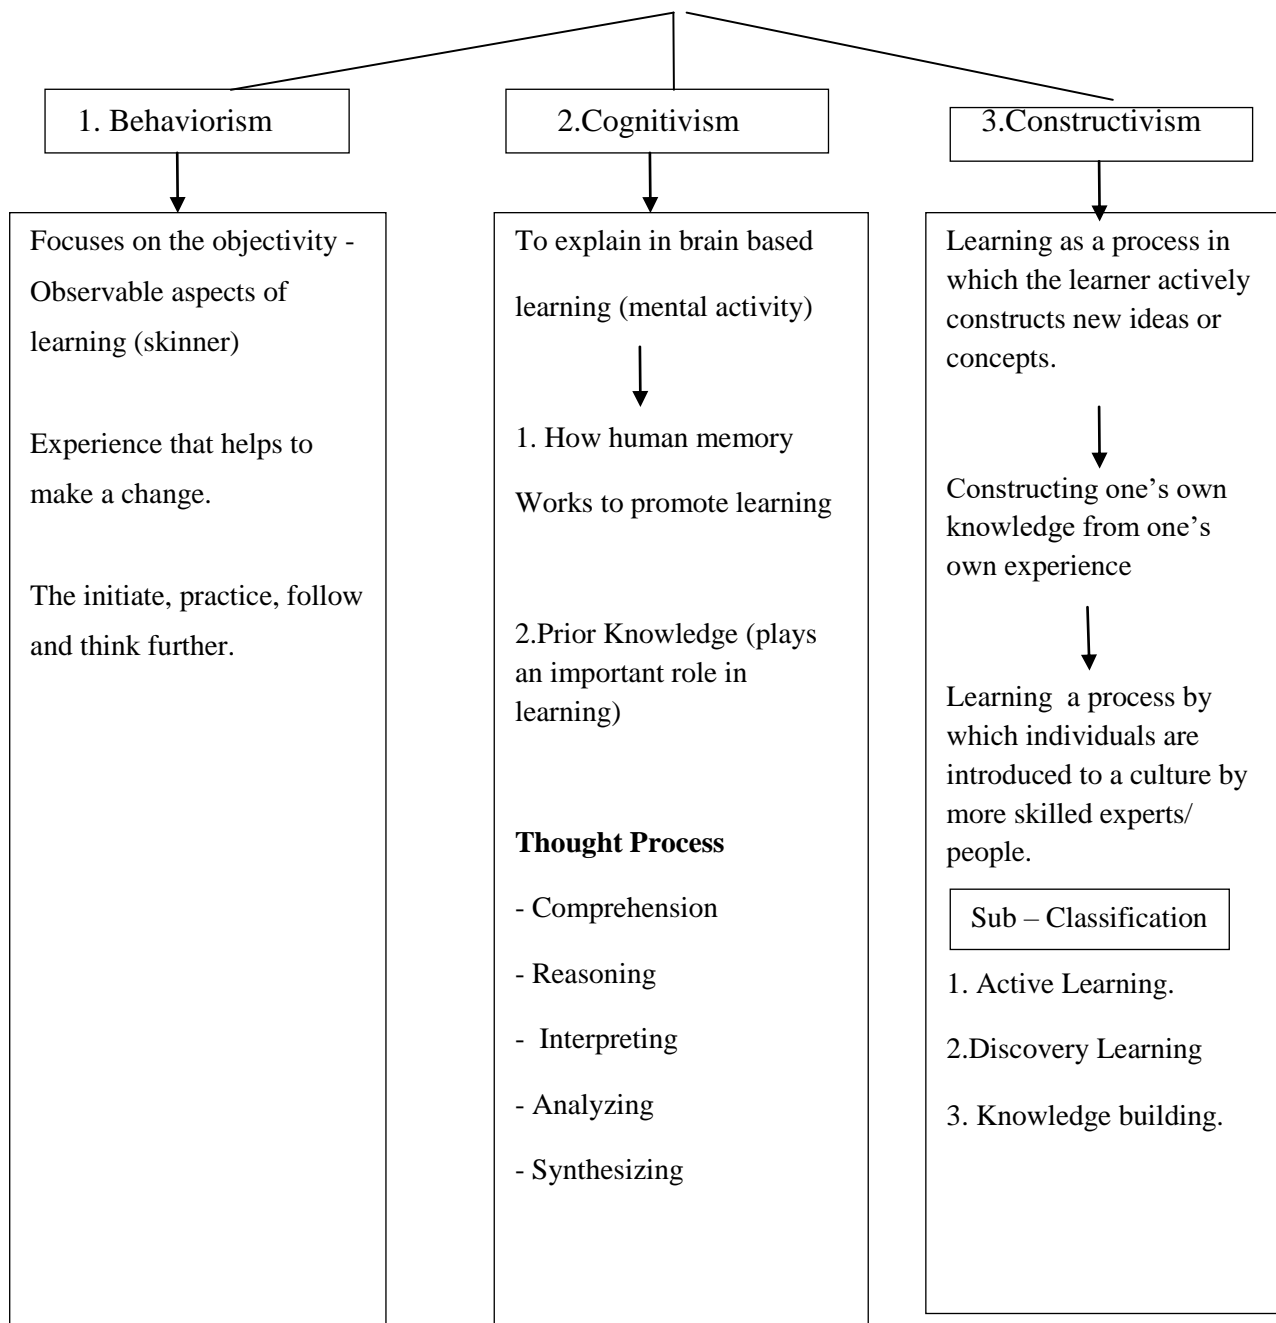 1. Behaviorism
2.Cognitivism
3.Constructivism
Focuses on the objectivity -
Observable aspects of
learning (skinner)
Experience that helps to
make a change.
The initiate, practice, follow
and think further.
To explain in brain based
learning (mental activity)
1. How human memory
Works to promote learning
2.Prior Knowledge (plays
an important role in
learning)
Thought Process
- Comprehension
- Reasoning
- Interpreting
- Analyzing
- Synthesizing
Learning as a process in
which the learner actively
constructs new ideas or
concepts.
Constructing one’s own
knowledge from one’s
own experience
Learning a process by
which individuals are
introduced to a culture by
more skilled experts/
people.
Sub – Classification
1. Active Learning.
2.Discovery Learning
3. Knowledge building.